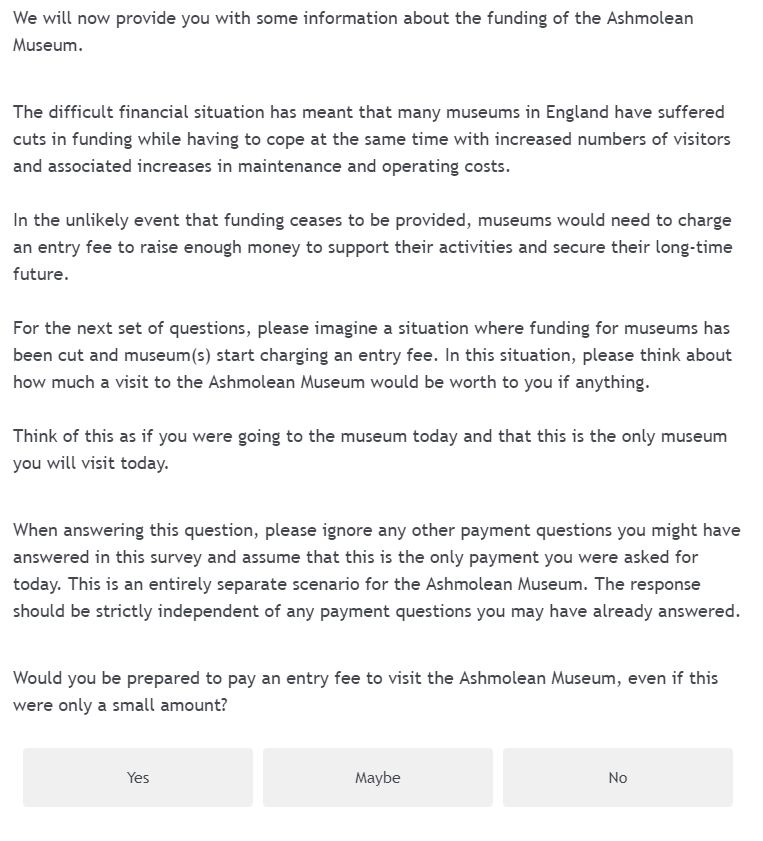 We will now provide you with some information about the funding of the Ashmolean
Museum.
The difficult financial situation has meant that many museums in England have suffered
cuts in funding while having to cope at the same time with increased numbers of visitors
and associated increases in maintenance and operating costs.
In the unlikely event that funding ceases to be provided, museums would need to charge
an entry fee to raise enough money to support their activities and secure their long-time
future.
For the next set of questions, please imagine a situation where funding for museums has
been cut and museum(s) start charging an entry fee. In this situation, please think about
how much a visit to the Ashmolean Museum would be worth to you if anything.
Think of this as if you were going to the museum today and that this is the only museum
you will visit today.
When answering this question, please ignore any other payment questions you might have
answered in this survey and assume that this is the only payment you were asked for
today. This is an entirely separate scenario for the Ashmolean Museum. The response
should be strictly independent of any payment questions you may have already answered.
Would you be prepared to pay an entry fee to visit the Ashmolean Museum, even if this
were only a small amount?
Yes
Maybe
No